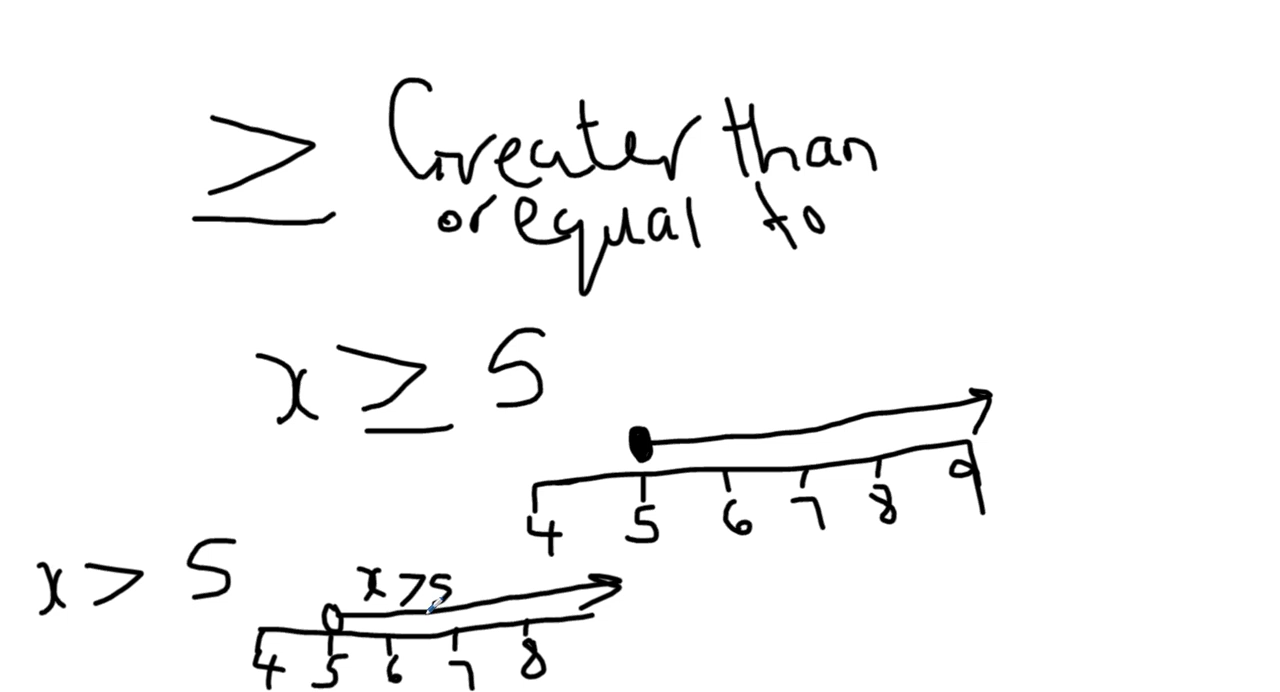 ≥ Greater than
or equal to
x ≥ 5
4 5 6 7 8 9
x > 5
x > 5
4 5 6 7 8